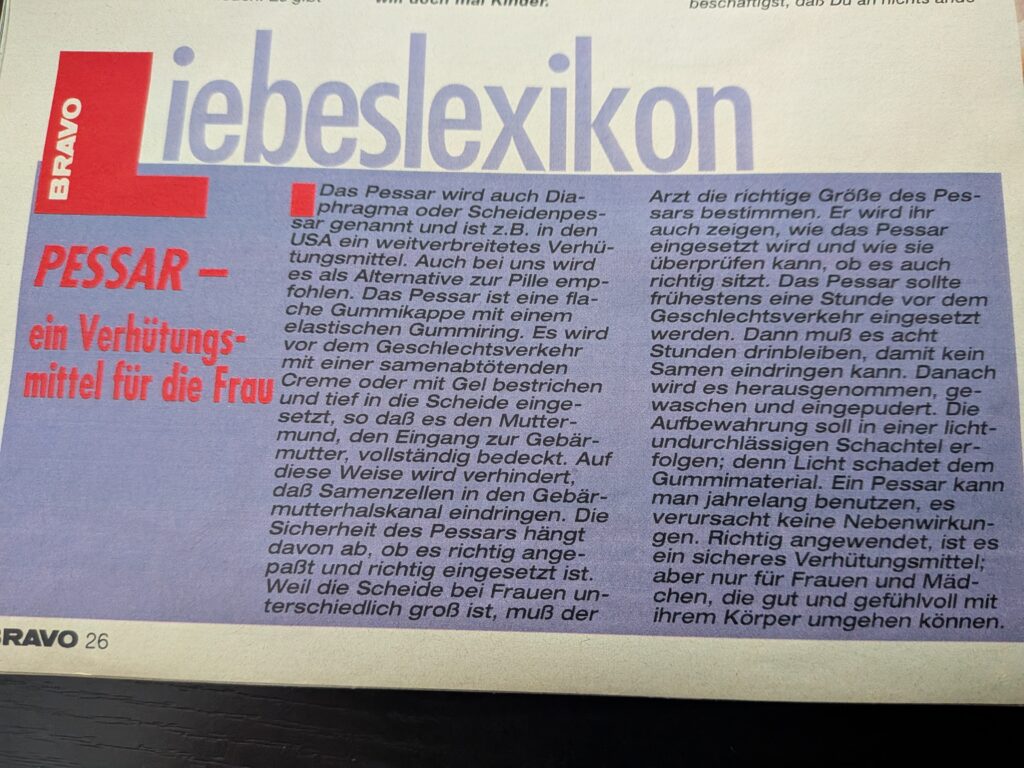 will doch mal Kinder.
beschäftigst, daß Du an nichts ande
BRAVO
Liebeslexikon
PESSAR –
ein Verhütungs-
mittel für die Frau
Das Pessar wird auch Dia-
phragma oder Scheidenpes-
sar genannt und ist z.B. in den
USA ein weitverbreitetes Verhü-
tungsmittel. Auch bei uns wird
es als Alternative zur Pille emp-
fohlen. Das Pessar ist eine fla-
che Gummikappe mit einem
elastischen Gummiring. Es wird
vor dem Geschlechtsverkehr
mit einer samenabtötenden
Creme oder mit Gel bestrichen
und tief in die Scheide einge-
setzt, so daß es den Mutter-
mund, den Eingang zur Gebär-
mutter, vollständig bedeckt. Auf
diese Weise wird verhindert,
daß Samenzellen in den Gebär-
mutterhalskanal eindringen. Die
Sicherheit des Pessars hängt
davon ab, ob es richtig ange-
paßt und richtig eingesetzt ist.
Weil die Scheide bei Frauen un-
terschiedlich groß ist, muß der
Arzt die richtige Größe des Pes-
sars bestimmen. Er wird ihr
auch zeigen, wie das Pessar
eingesetzt wird und wie sie
überprüfen kann, ob es auch
richtig sitzt. Das Pessar sollte
frühestens eine Stunde vor dem
Geschlechtsverkehr eingesetzt
werden. Dann muß es acht
Stunden drinbleiben, damit kein
Samen eindringen kann. Danach
wird es herausgenommen, ge-
waschen und eingepudert. Die
Aufbewahrung soll in einer licht-
undurchlässigen Schachtel er-
folgen; denn Licht schadet dem
Gummimaterial. Ein Pessar kann
man jahrelang benutzen, es
verursacht keine Nebenwirkun-
gen. Richtig angewendet, ist es
ein sicheres Verhütungsmittel;
aber nur für Frauen und Mäd-
chen, die gut und gefühlvoll mit
ihrem Körper umgehen können.
BRAVO 26